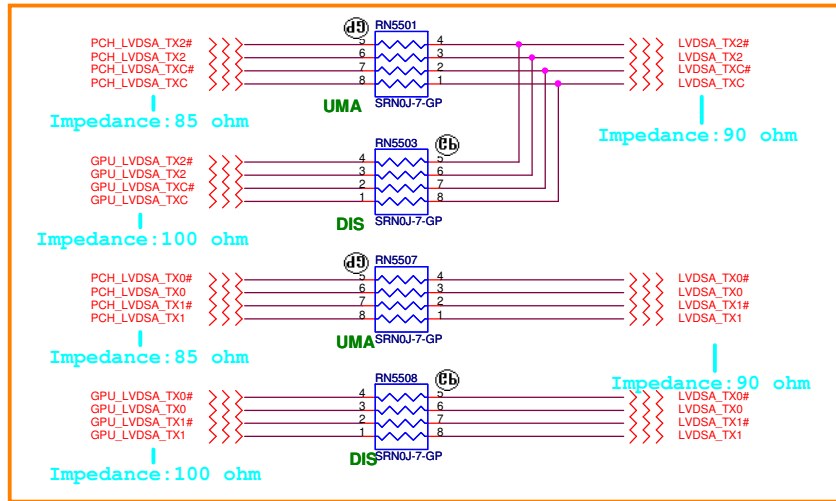 GP RN5501
PCH_LVDSA_TX2# 5 4 LVDSA_TX2#
PCH_LVDSA_TX2 6 3 LVDSA_TX2
PCH_LVDSA_TXC# 7 2 LVDSA_TXC#
PCH_LVDSA_TXC 8 1 LVDSA_TXC
UMA SRN0J-7-GP
Impedance:85 ohm
Impedance:90 ohm
RN5503 GP
GPU_LVDSA_TX2# 4 5
GPU_LVDSA_TX2 3 6
GPU_LVDSA_TXC# 2 7
GPU_LVDSA_TXC 1 8
DIS SRN0J-7-GP
Impedance:100 ohm
GP RN5507
PCH_LVDSA_TX0# 5 4 LVDSA_TX0#
PCH_LVDSA_TX0 6 3 LVDSA_TX0
PCH_LVDSA_TX1# 7 2 LVDSA_TX1#
PCH_LVDSA_TX1 8 1 LVDSA_TX1
UMA SRN0J-7-GP
Impedance:85 ohm
RN5508 GP
Impedance:90 ohm
GPU_LVDSA_TX0# 4 5 LVDSA_TX0#
GPU_LVDSA_TX0 3 6 LVDSA_TX0
GPU_LVDSA_TX1# 2 7 LVDSA_TX1#
GPU_LVDSA_TX1 1 8 LVDSA_TX1
DIS SRN0J-7-GP
Impedance:100 ohm